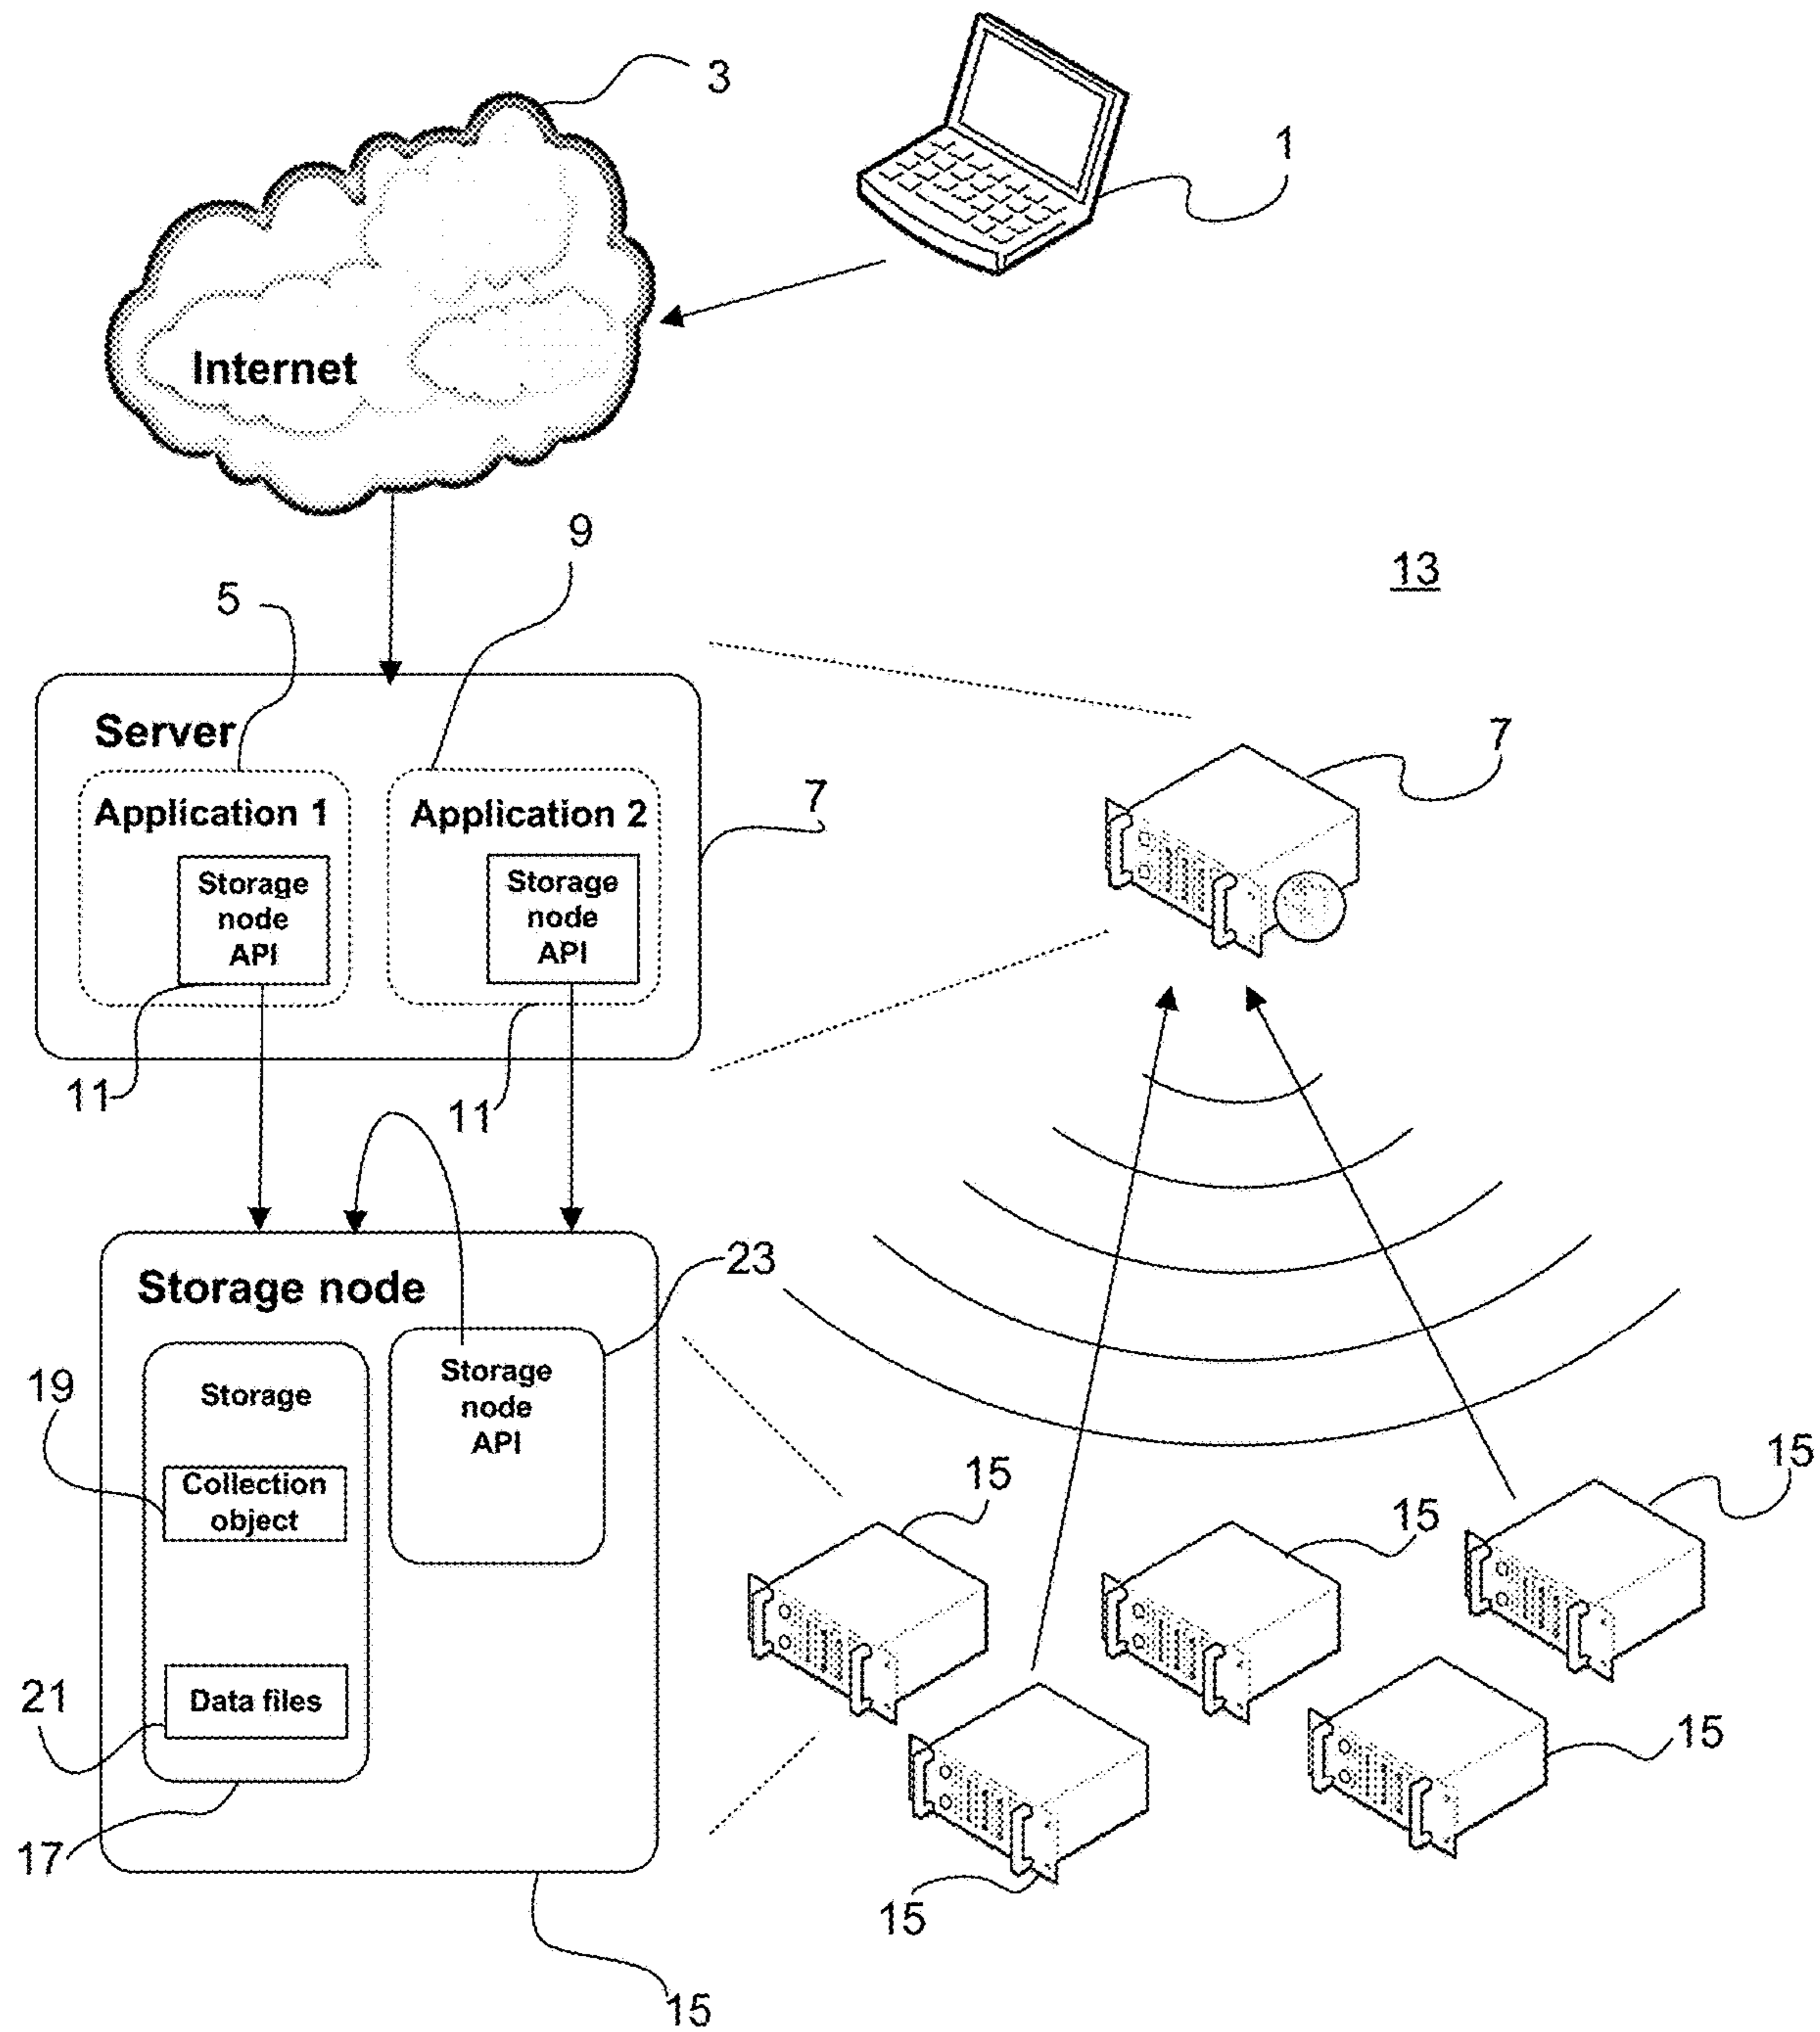 3
1
Internet
9
13
5
Server
7
7
Application 1
Application 2
Storage
node
API
Storage
node
API
11
11
23
Storage node
Storage
node
API
19
Storage
Collection
object
15
15
15
21
Data files
15
17
15
15